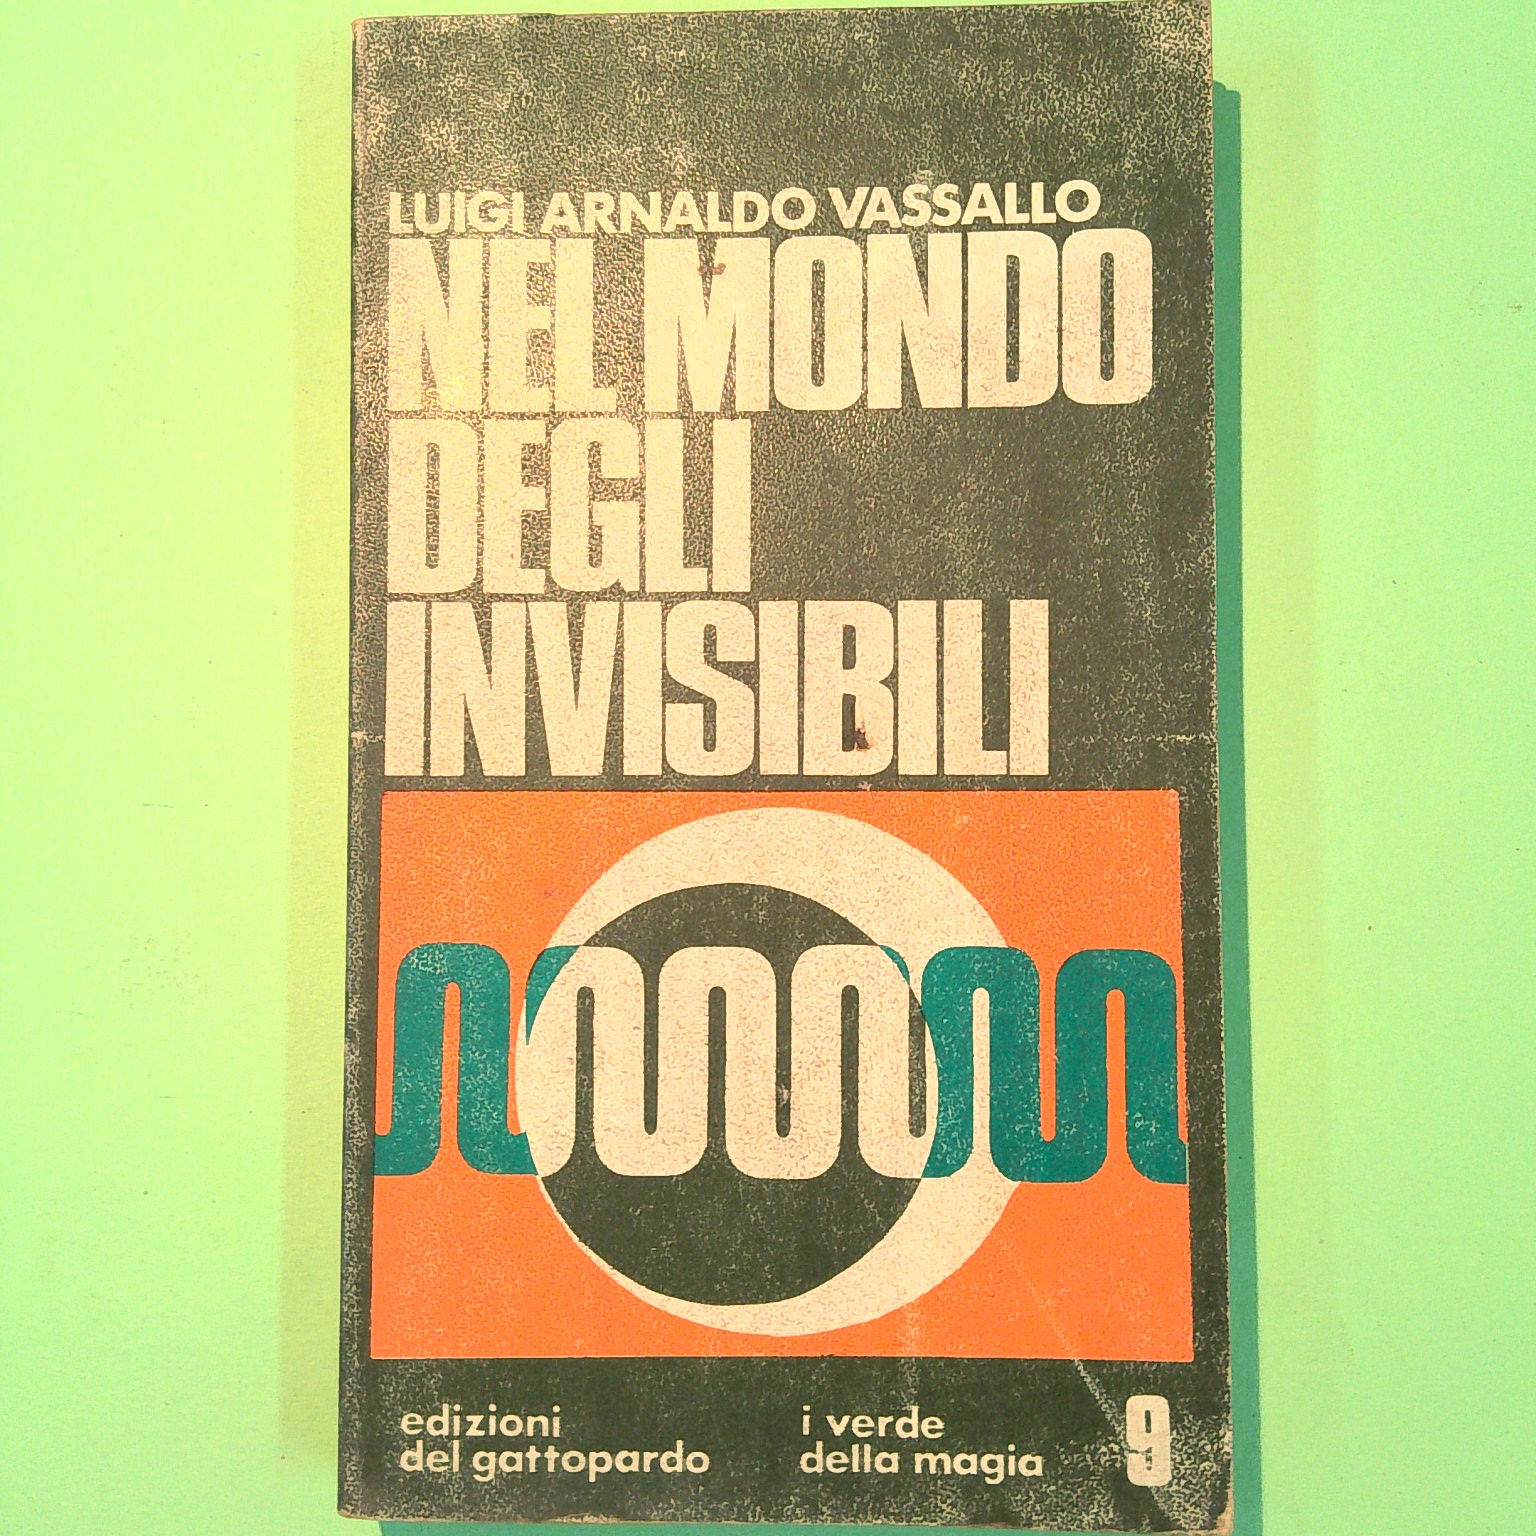 LUIGI ARNALDO VASSALLO
NEL MONDO
DEGLI
INVISIBILI
edizioni
del gattopardo
i verde
della magia
9